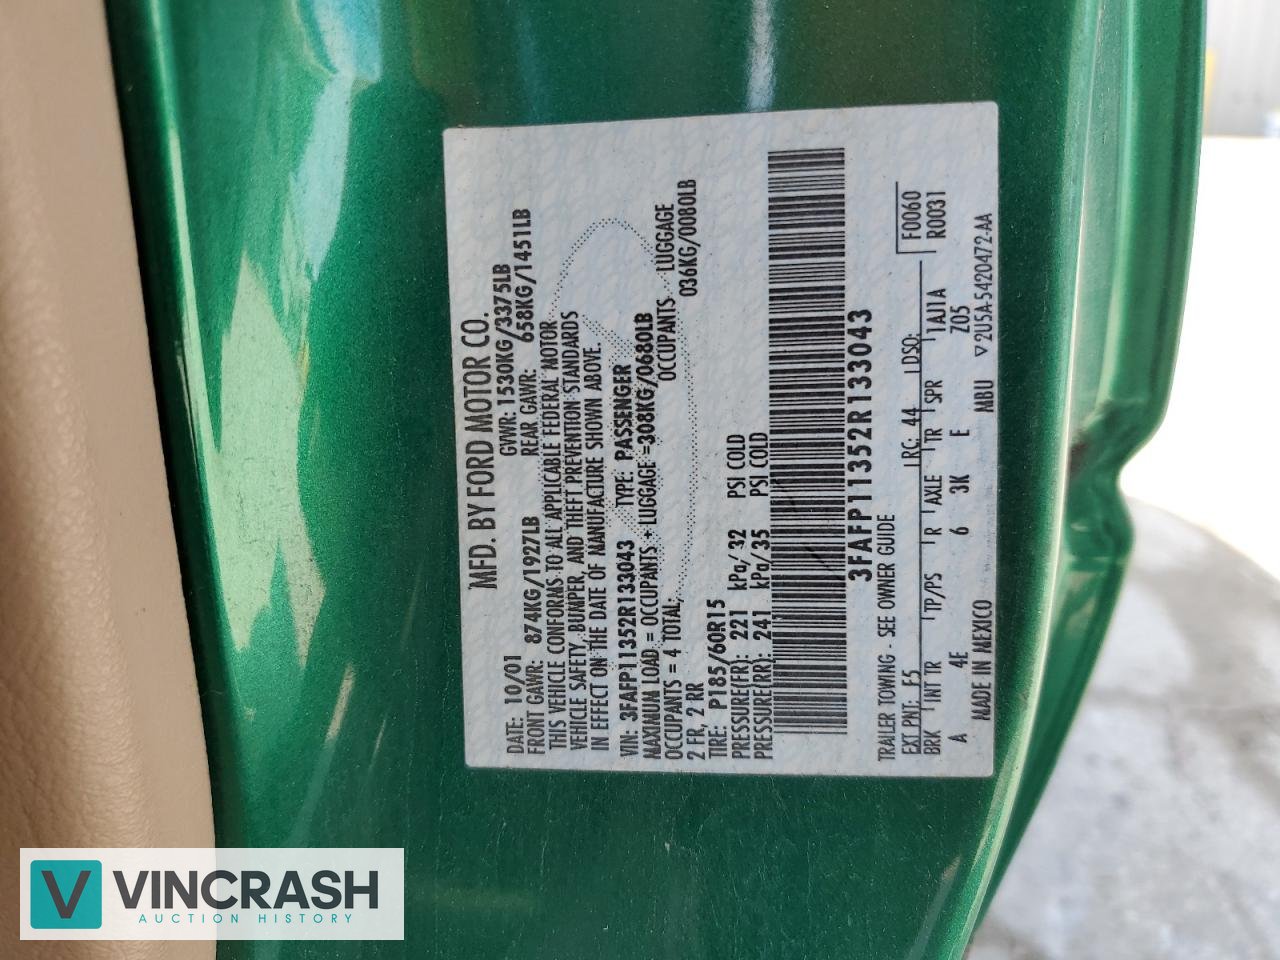 MFD. BY FORD MOTOR CO.
DATE: 10/01 GVWR: 1530KG/3375LB
FRONT GAWR: 874KG/1927LB REAR GAWR: 658KG/1451LB
THIS VEHICLE CONFORMS TO ALL APPLICABLE FEDERAL MOTOR
VEHICLE SAFETY, BUMPER, AND THEFT PREVENTION STANDARDS
IN EFFECT ON THE DATE OF MANUFACTURE SHOWN ABOVE.
VIN: 3FAFP11352R133043 TYPE: PASSENGER
MAXIMUM LOAD = OCCUPANTS + LUGGAGE =308KG/0680LB
OCCUPANTS = 4 TOTAL, OCCUPANTS LUGGAGE
2 FR, 2 RR 036KG/0080LB
TIRE: P185/60R15
PRESSURE(FR): 221 kPa/ 32 PSI COLD
PRESSURE(RR): 241 kPa/35 PSI COLD
3FAFP11352R133043
TRAILER TOWING - SEE OWNER GUIDE F0060
EXT PNT: F5 RC: 44 DSO: R0031
BRK INT TR TP/PS R AXLE TR SPR 1AJ1A
A 4E 6 3K E Z05
MADE IN MEXICO MBU ▽2U5A-5420472-AA
V VINCRASH
AUCTION HISTORY